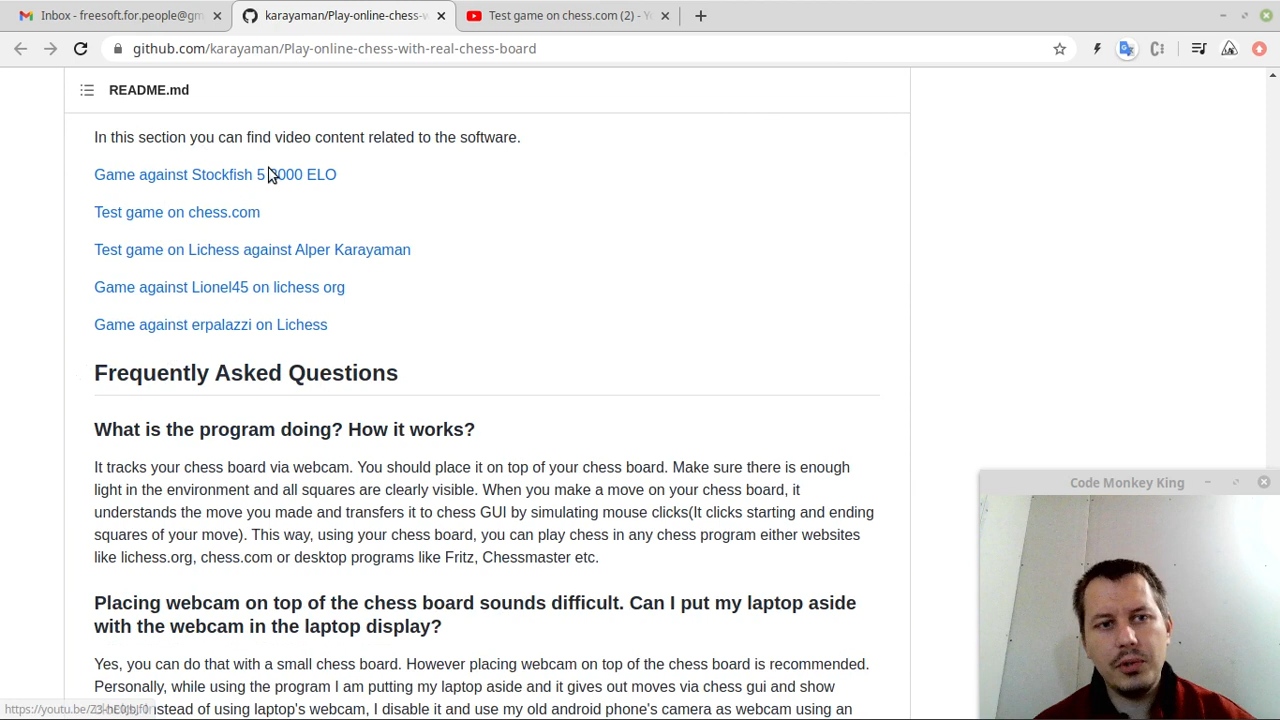 Inbox - freesoft.for.people@gm
karayaman/Play-online-chess-w
Test game on chess.com (2) - Yo
github.com/karayaman/Play-online-chess-with-real-chess-board
README.md
In this section you can find video content related to the software.
Game against Stockfish 5 2000 ELO
Test game on chess.com
Test game on Lichess against Alper Karayaman
Game against Lionel45 on lichess org
Game against erpalazzi on Lichess
Frequently Asked Questions
What is the program doing? How it works?
It tracks your chess board via webcam. You should place it on top of your chess board. Make sure there is enough
light in the environment and all squares are clearly visible. When you make a move on your chess board, it
understands the move you made and transfers it to chess GUI by simulating mouse clicks(It clicks starting and ending
squares of your move). This way, using your chess board, you can play chess in any chess program either websites
like lichess.org, chess.com or desktop programs like Fritz, Chessmaster etc.
Code Monkey King
Placing webcam on top of the chess board sounds difficult. Can I put my laptop aside
with the webcam in the laptop display?
Yes, you can do that with a small chess board. However placing webcam on top of the chess board is recommended.
Personally, while using the program I am putting my laptop aside and it gives out moves via chess gui and show
instead of using laptop's webcam, I disable it and use my old android phone's camera as webcam using an